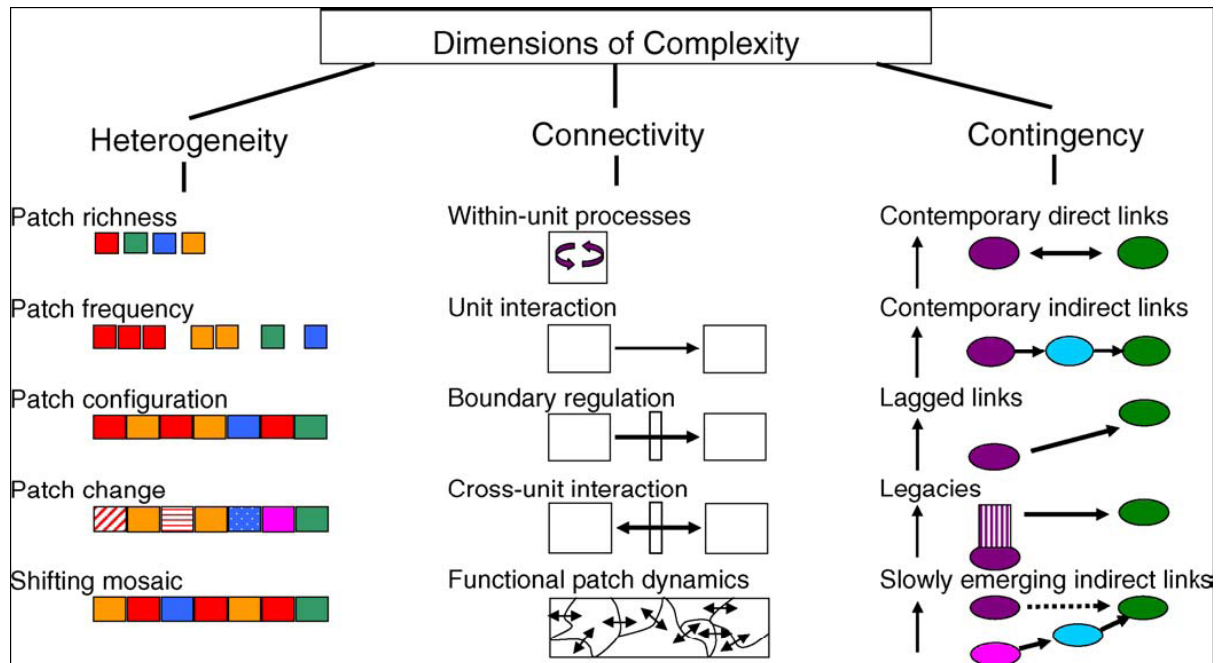 Dimensions of Complexity
Heterogeneity
Connectivity
Contingency
Patch richness
Within-unit processes
Contemporary direct links
Patch frequency
Unit interaction
Contemporary indirect links
Patch configuration
Boundary regulation
Lagged links
Patch change
Cross-unit interaction
Legacies
Shifting mosaic
Functional patch dynamics
Slowly emerging indirect links